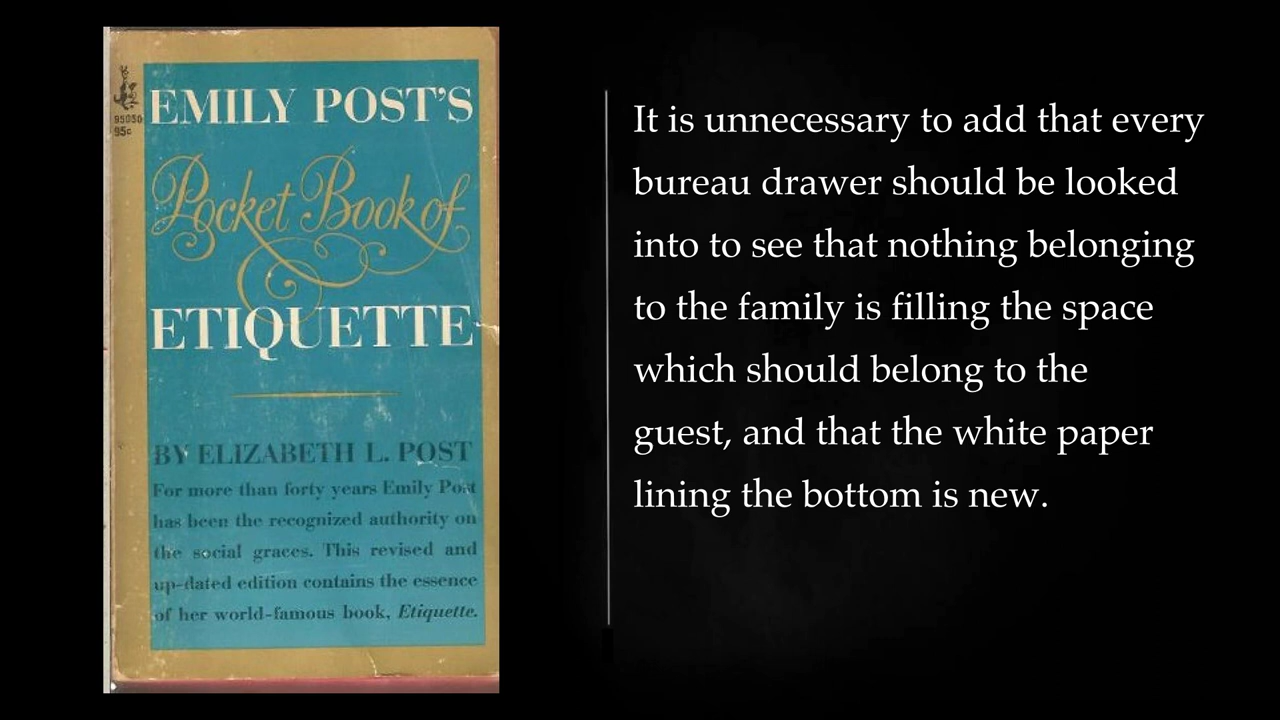 EMILY POST'S
Pocket Book of
ETIQUETTE
95050
95c
BY ELIZABETH L. POST
For more than forty years Emily Post
has been the recognized authority on
the social graces. This revised and
up-dated edition contains the essence
of her world-famous book, Etiquette.
It is unnecessary to add that every
bureau drawer should be looked
into to see that nothing belonging
to the family is filling the space
which should belong to the
guest, and that the white paper
lining the bottom is new.